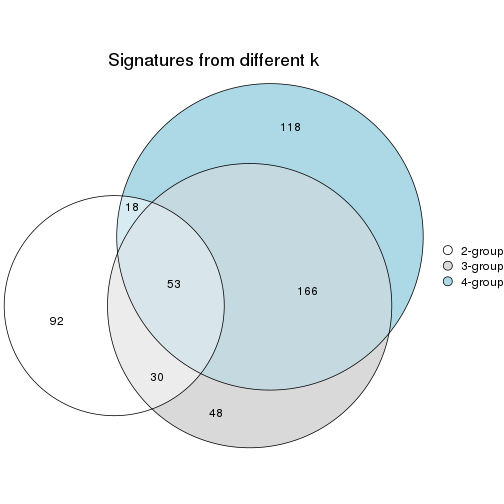 Signatures from different k
118
18
53
166
92
30
48
2-group
3-group
4-group